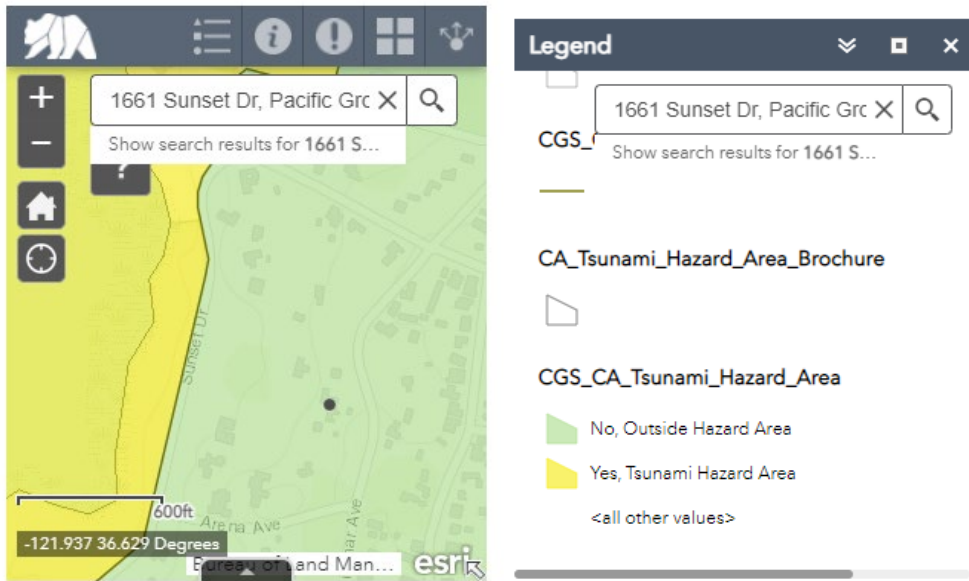 1661 Sunset Dr, Pacific Grc
Show search results for 1661 S...
?
Sunset Dr
600ft
Arena Ave
mar Ave
-121.937 36.629 Degrees
Bureau of Land Man...
esri
Legend
1661 Sunset Dr, Pacific Grc
CGS_
Show search results for 1661 S...
CA_Tsunami_Hazard_Area_Brochure
CGS_CA_Tsunami_Hazard_Area
No, Outside Hazard Area
Yes, Tsunami Hazard Area
<all other values>